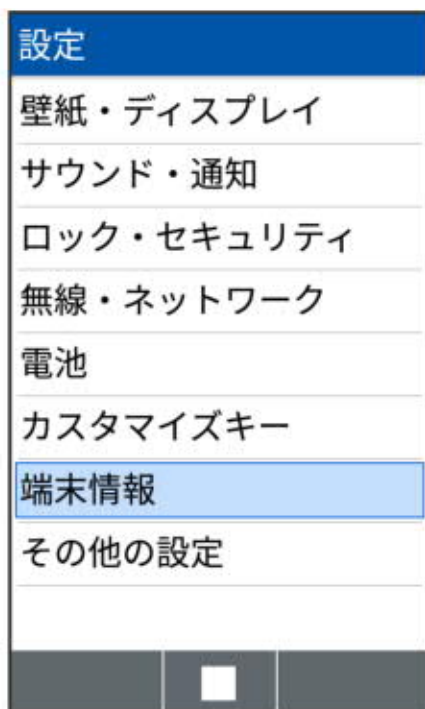 設定
壁紙・ディスプレイ
サウンド・通知
ロック・セキュリティ
無線・ネットワーク
電池
カスタマイズキー
端末情報
その他の設定